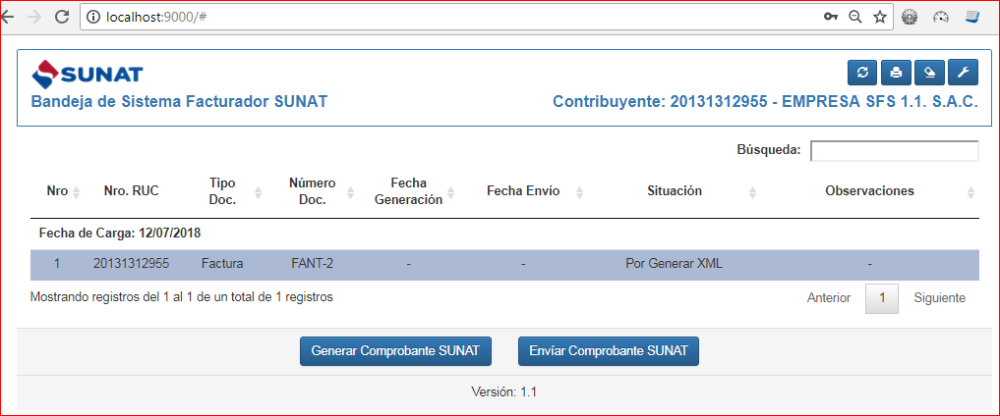 localhost:9000/#
SUNAT
Bandeja de Sistema Facturador SUNAT
Contribuyente: 20131312955 - EMPRESA SFS 1.1. S.A.C.
Búsqueda:
Nro Nro. RUC Tipo Doc. Número Doc. Fecha Generación Fecha Envío Situación Observaciones
Fecha de Carga: 12/07/2018
1 20131312955 Factura FANT-2 - - Por Generar XML -
Mostrando registros del 1 al 1 de un total de 1 registros
Anterior 1 Siguiente
Generar Comprobante SUNAT Envíar Comprobante SUNAT
Versión: 1.1